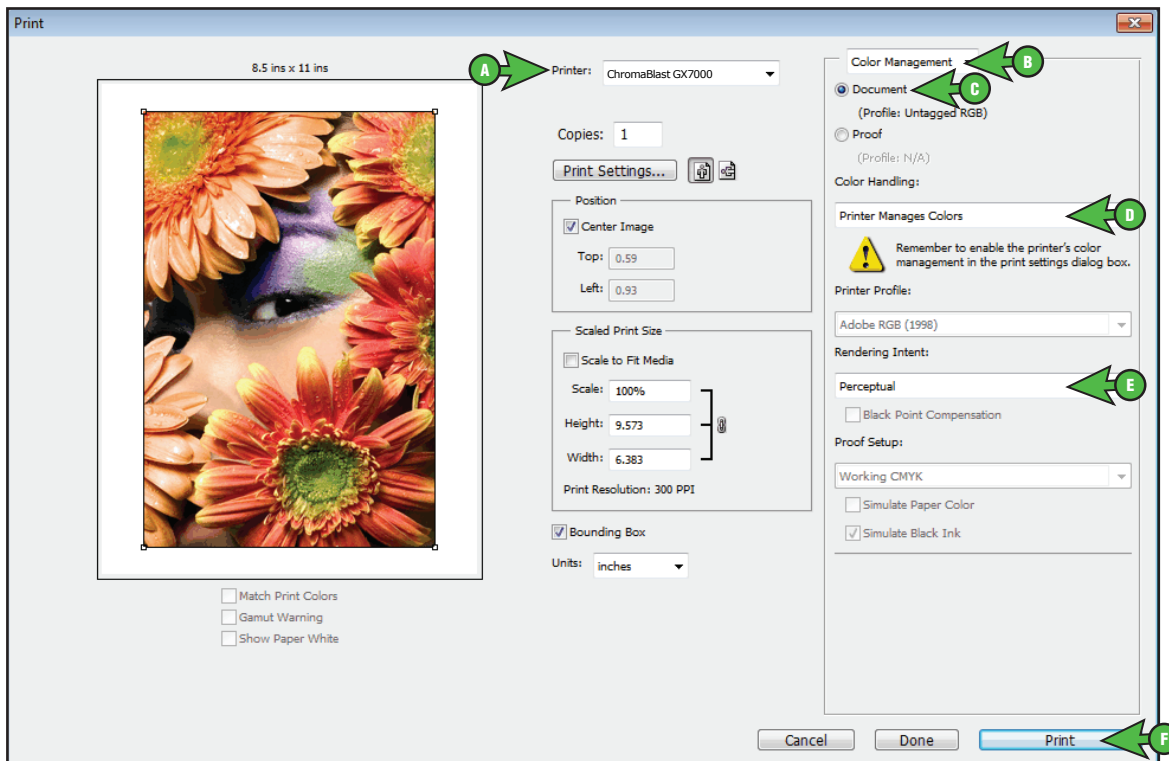 Print
8.5 ins x 11 ins
Match Print Colors
Gamut Warning
Show Paper White
A
Printer: ChromaBlast GX7000
Copies: 1
Print Settings...
Position
Center Image
Top: 0.59
Left: 0.93
Scaled Print Size
Scale to Fit Media
Scale: 100%
Height: 9.573
Width: 6.383
Print Resolution: 300 PPI
Bounding Box
Units: inches
Color Management B
Document C
(Profile: Untagged RGB)
Proof
(Profile: N/A)
Color Handling:
Printer Manages Colors D
Remember to enable the printer's color
management in the print settings dialog box.
Printer Profile:
Adobe RGB (1998)
Rendering Intent:
Perceptual E
Black Point Compensation
Proof Setup:
Working CMYK
Simulate Paper Color
Simulate Black Ink
Cancel Done Print F